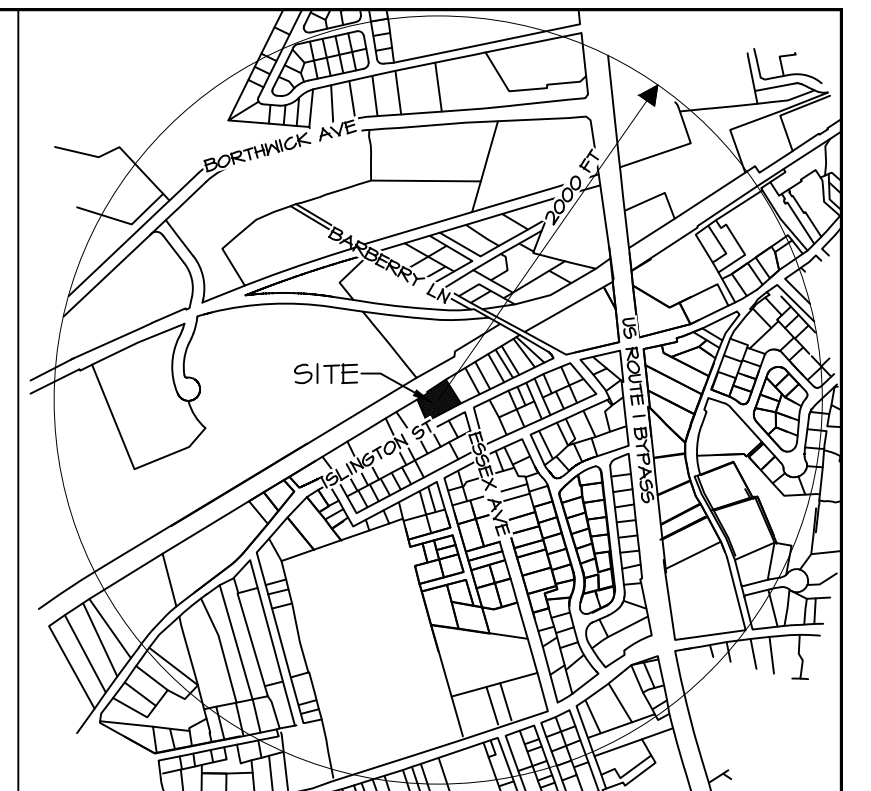 BORTHWICK AVE
2000 FT
BARBERRY LN
US ROUTE 1 BYPASS
SITE
ISLINGTON ST
ESSEX AVE